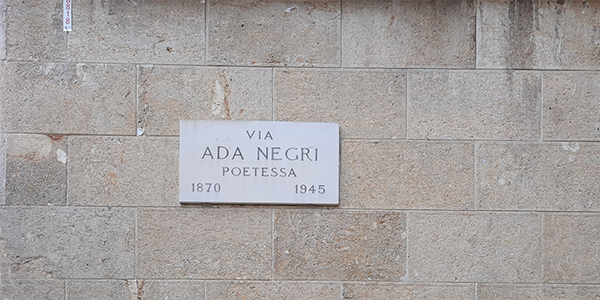 VIA
ADA NEGRI
POETESSA
1870 1945